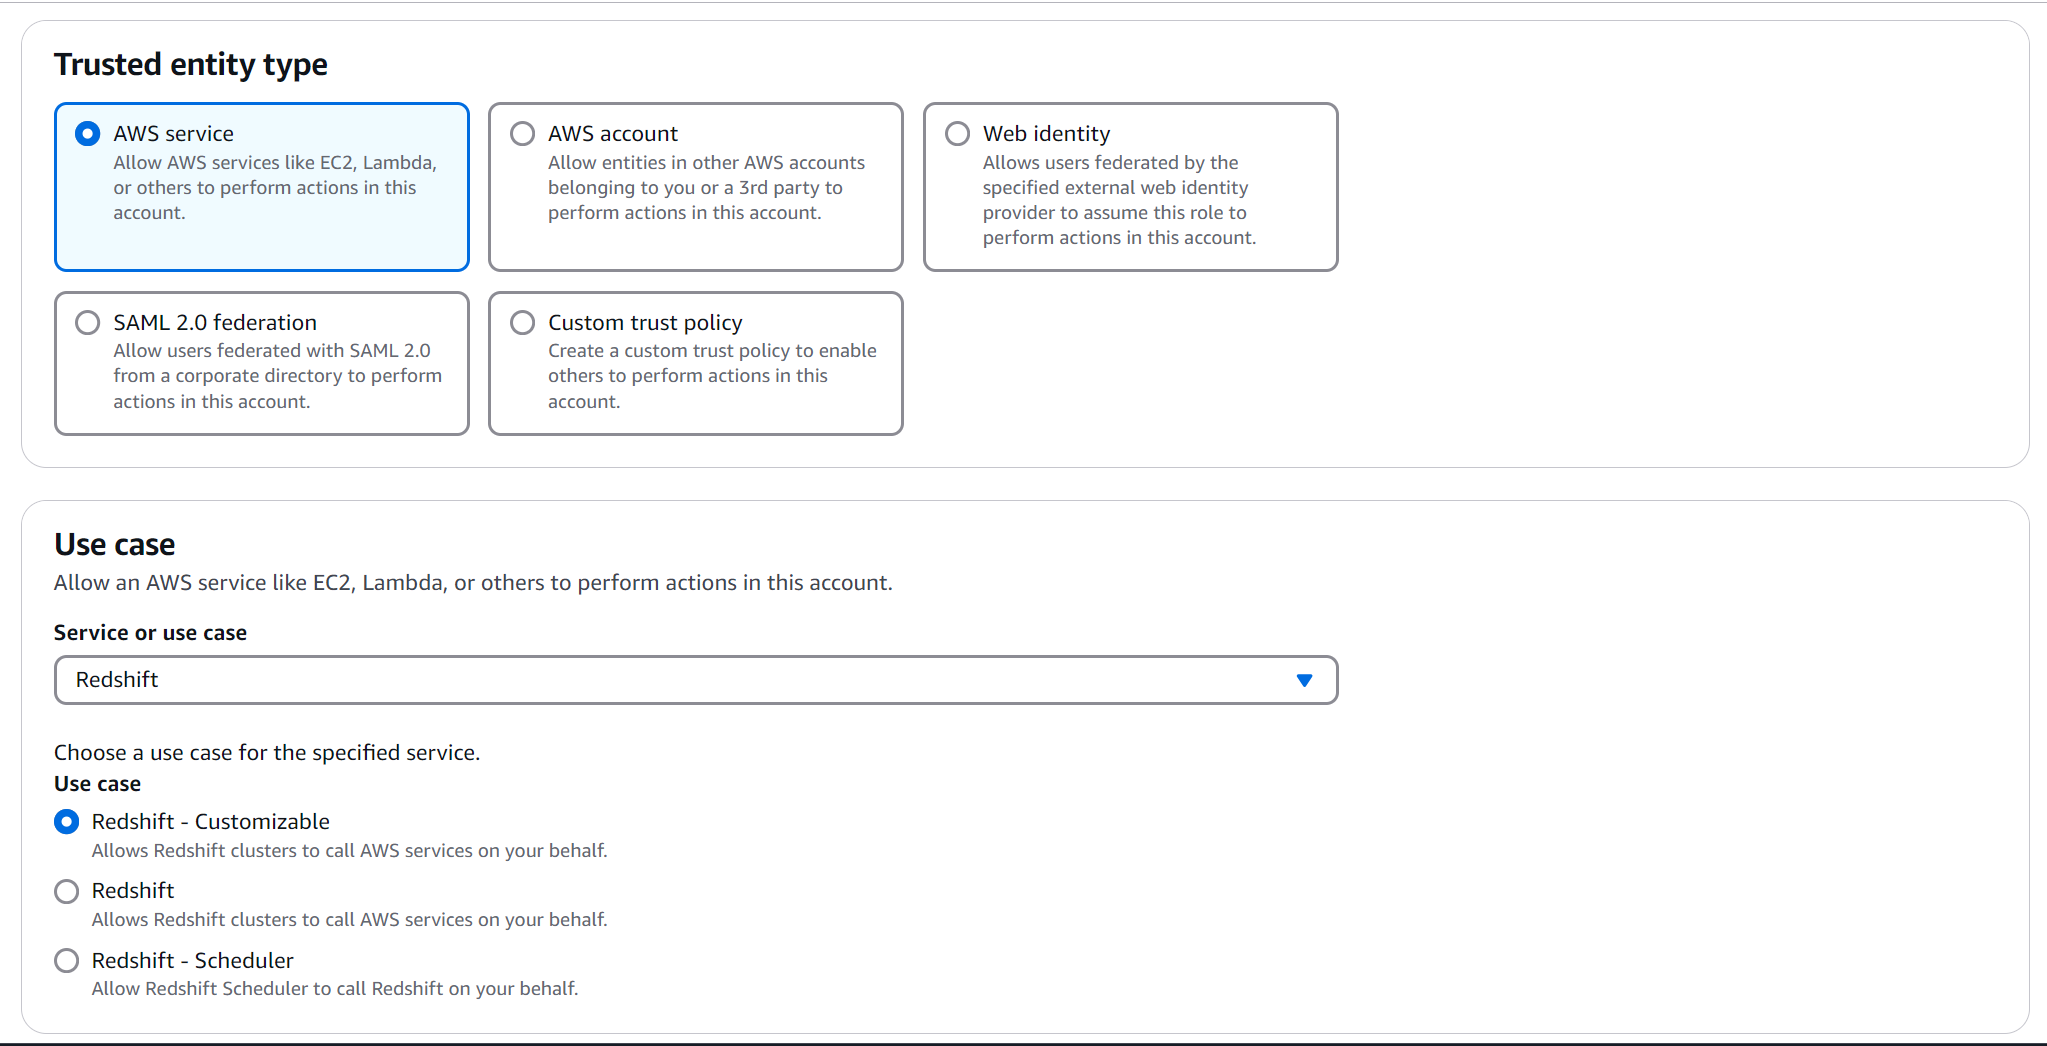 Trusted entity type
AWS service
Allow AWS services like EC2, Lambda,
or others to perform actions in this
account.
AWS account
Allow entities in other AWS accounts
belonging to you or a 3rd party to
perform actions in this account.
Web identity
Allows users federated by the
specified external web identity
provider to assume this role to
perform actions in this account.
SAML 2.0 federation
Allow users federated with SAML 2.0
from a corporate directory to perform
actions in this account.
Custom trust policy
Create a custom trust policy to enable
others to perform actions in this
account.
Use case
Allow an AWS service like EC2, Lambda, or others to perform actions in this account.
Service or use case
Redshift
Choose a use case for the specified service.
Use case
Redshift - Customizable
Allows Redshift clusters to call AWS services on your behalf.
Redshift
Allows Redshift clusters to call AWS services on your behalf.
Redshift - Scheduler
Allow Redshift Scheduler to call Redshift on your behalf.